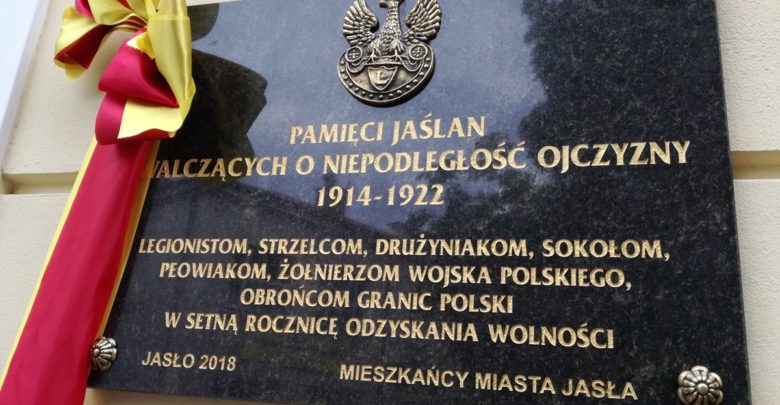 L
PAMIĘCI JAŚLAN
WALCZĄCYCH O NIEPODLEGŁOŚĆ OJCZYZNY
1914-1922
LEGIONISTOM, STRZELCOM, DRUŻYNIAKOM, SOKOŁOM,
PEOWIAKOM, ŻOŁNIERZOM WOJSKA POLSKIEGO,
OBROŃCOM GRANIC POLSKI
W SETNĄ ROCZNICĘ ODZYSKANIA WOLNOŚCI
JASŁO 2018
MIESZKAŃCY MIASTA JASŁA